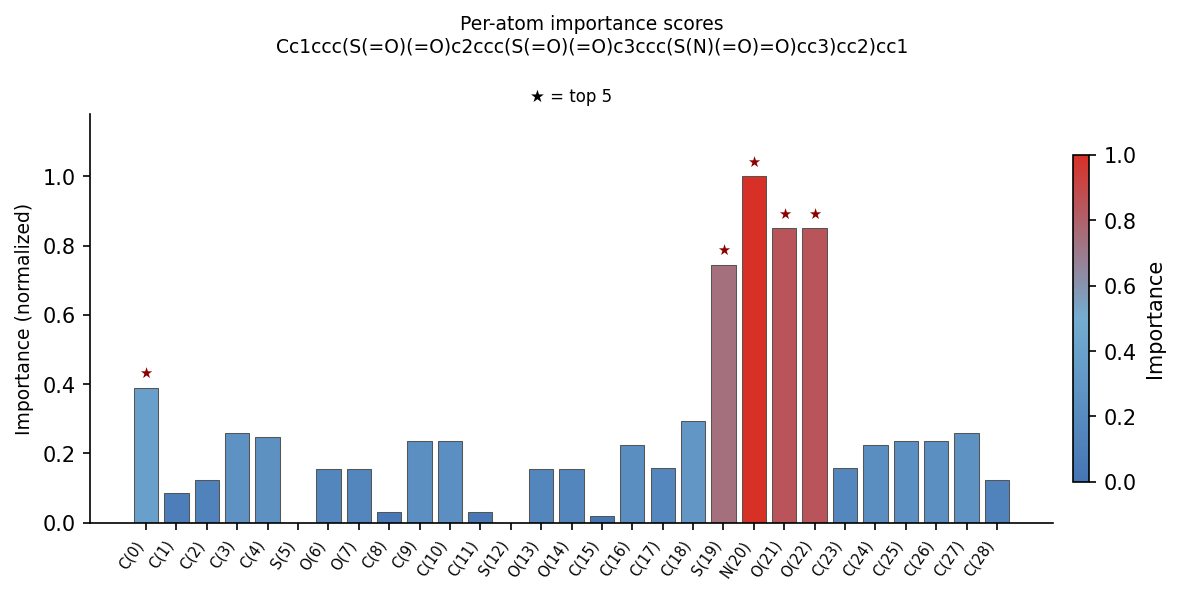 Per-atom importance scores
Cc1ccc(S(=O)(=O)c2ccc(S(=O)(=O)c3ccc(S(N)(=O)=O)cc3)cc2)cc1
★ = top 5
Importance (normalized)
1.0
0.8
0.6
0.4
0.2
0.0
C(0)
C(1)
C(2)
C(3)
C(4)
S(5)
O(6)
O(7)
C(8)
C(9)
C(10)
C(11)
S(12)
O(13)
O(14)
C(15)
C(16)
C(17)
C(18)
S(19)
N(20)
O(21)
O(22)
C(23)
C(24)
C(25)
C(26)
C(27)
C(28)
1.0
0.8
0.6
0.4
0.2
0.0
Importance